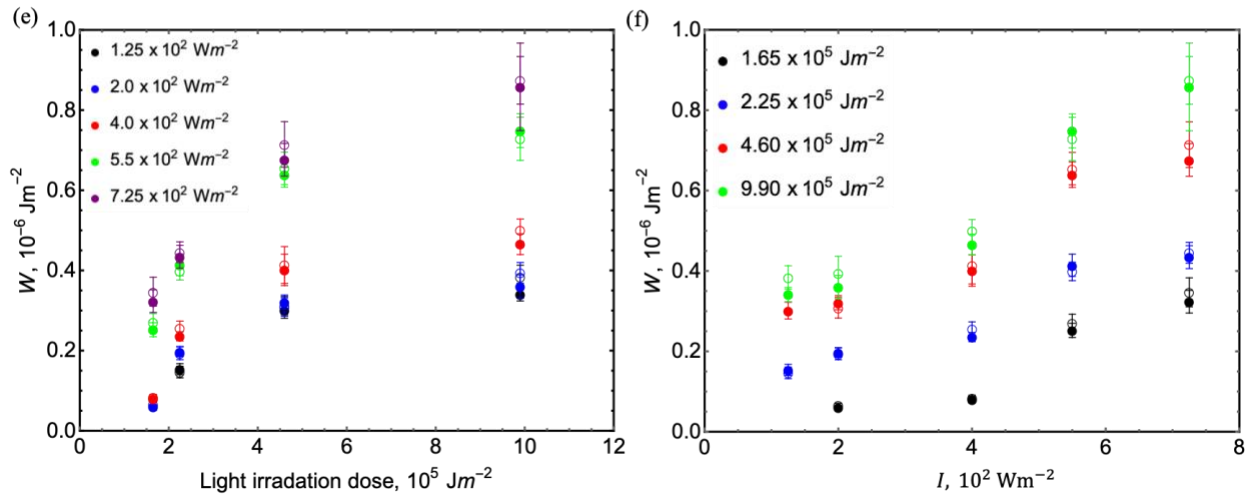 (e)
1.0
0.8
0.6
0.4
0.2
0.0
W, 10⁻⁶ Jm⁻²
1.25 x 10² Wm⁻²
2.0 x 10² Wm⁻²
4.0 x 10² Wm⁻²
5.5 x 10² Wm⁻²
7.25 x 10² Wm⁻²
0 2 4 6 8 10 12
Light irradation dose, 10⁵ Jm⁻²
(f)
1.0
0.8
0.6
0.4
0.2
0.0
W, 10⁻⁶ Jm⁻²
1.65 x 10⁵ Jm⁻²
2.25 x 10⁵ Jm⁻²
4.60 x 10⁵ Jm⁻²
9.90 x 10⁵ Jm⁻²
0 2 4 6 8
I, 10² Wm⁻²